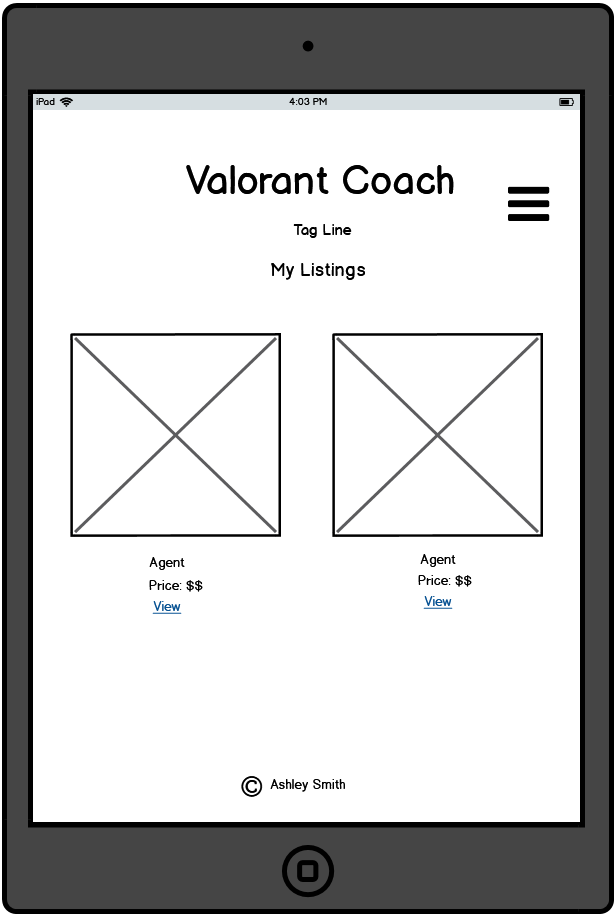 iPad 4:03 PM
Valorant Coach
Tag Line
My Listings
Agent
Price: $$
View
Agent
Price: $$
View
© Ashley Smith